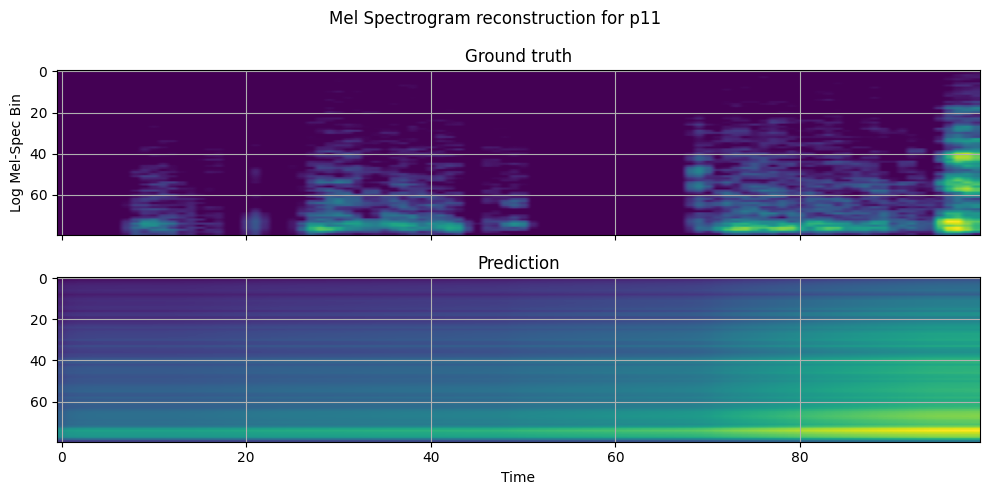 Mel Spectrogram reconstruction for p11
Ground truth
0
20
40
60
Log Mel-Spec Bin
Prediction
0
20
40
60
0 20 40 60 80
Time